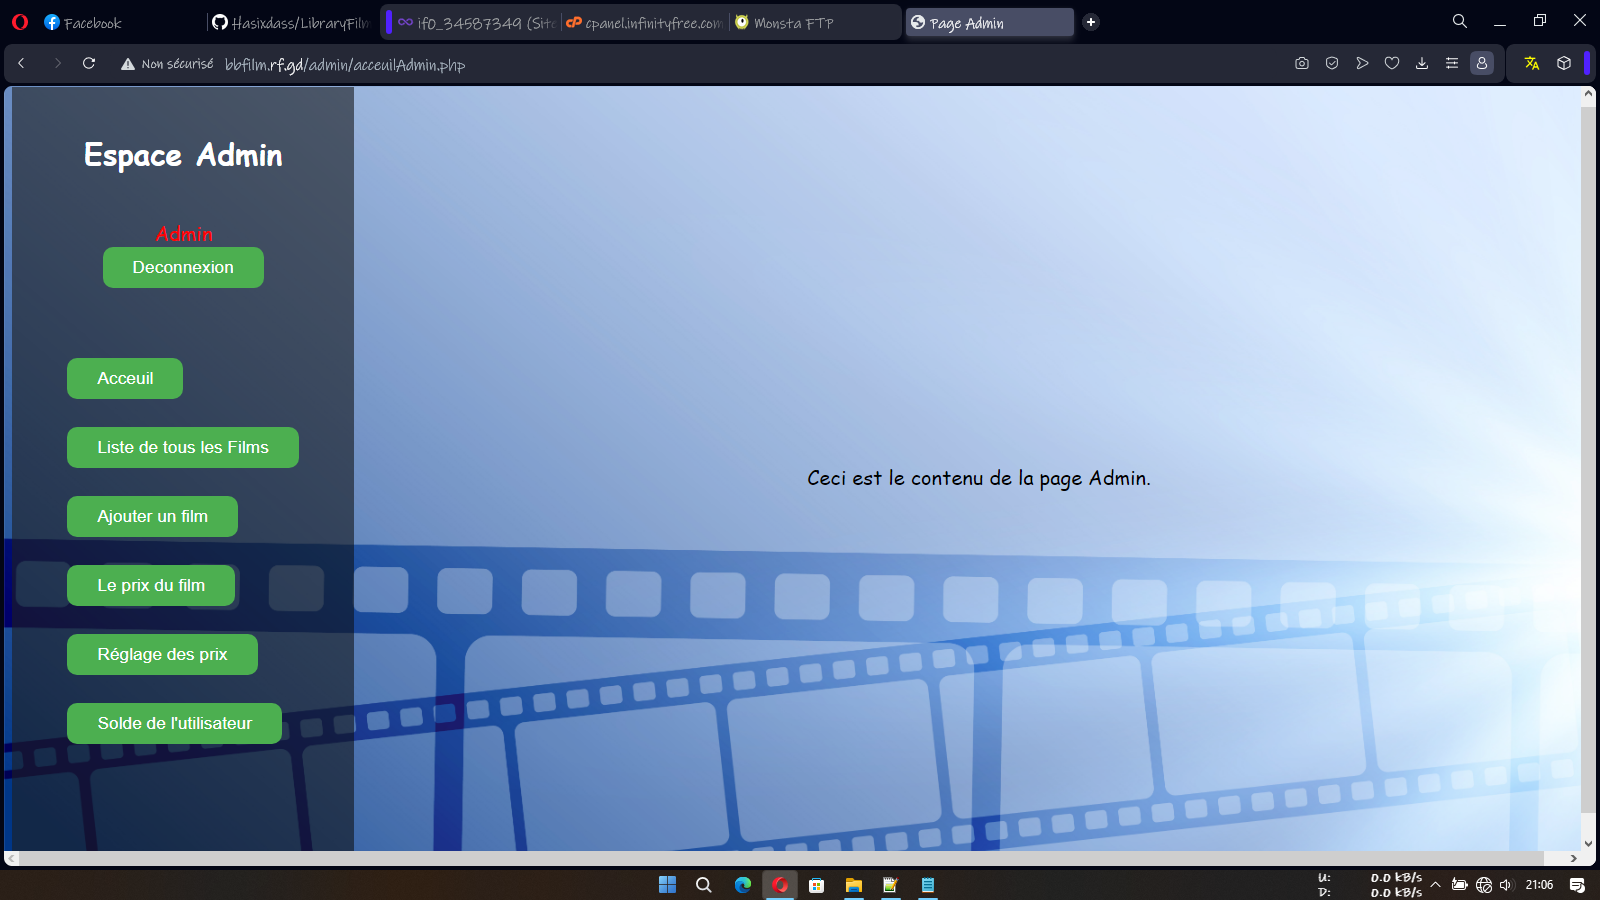 Facebook
Hasixdass/LibraryFilm
if0_34587349 (Site
cpanel.infinityfree.com
Monsta FTP
Page Admin
Non sécurisé bbfilm.rf.gd/admin/acceuilAdmin.php
Espace Admin
Admin
Deconnexion
Acceuil
Liste de tous les Films
Ceci est le contenu de la page Admin.
Ajouter un film
Le prix du film
Réglage des prix
Solde de l'utilisateur
U: 0.0 KB/s
D: 0.0 KB/s
21:06